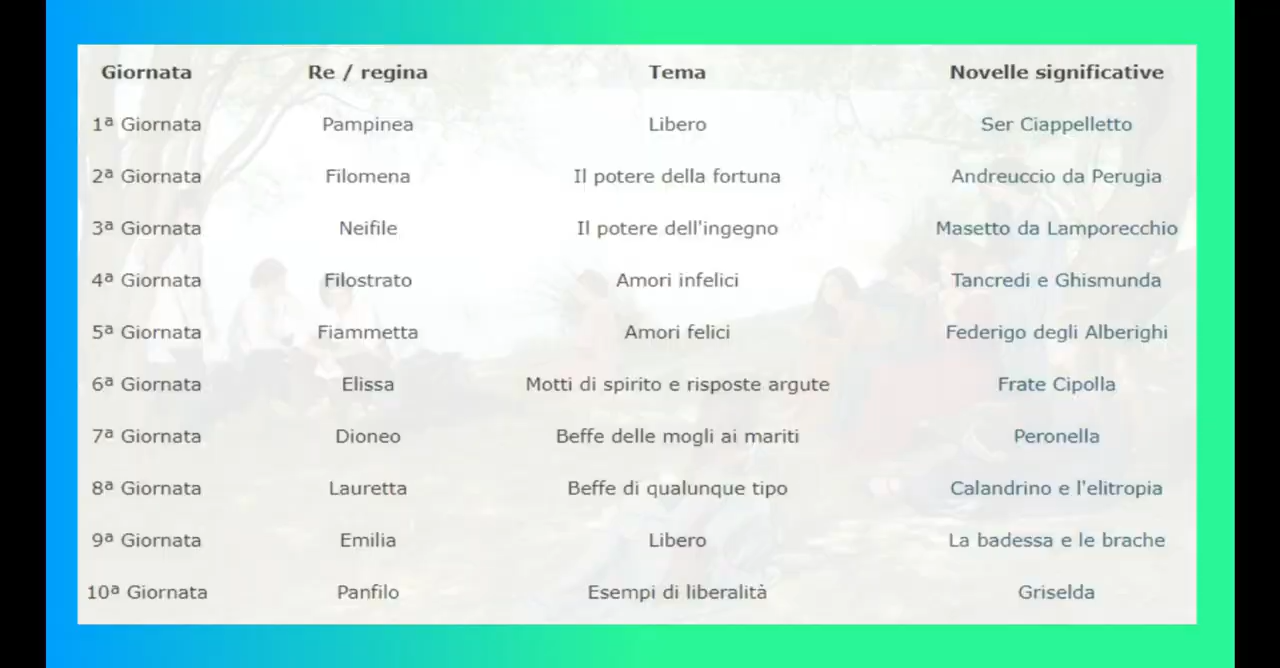 Giornata Re / regina Tema Novelle significative
1ª Giornata Pampinea Libero Ser Ciappelletto
2ª Giornata Filomena Il potere della fortuna Andreuccio da Perugia
3ª Giornata Neifile Il potere dell'ingegno Masetto da Lamporecchio
4ª Giornata Filostrato Amori infelici Tancredi e Ghismunda
5ª Giornata Fiammetta Amori felici Federigo degli Alberighi
6ª Giornata Elissa Motti di spirito e risposte argute Frate Cipolla
7ª Giornata Dioneo Beffe delle mogli ai mariti Peronella
8ª Giornata Lauretta Beffe di qualunque tipo Calandrino e l'elitropia
9ª Giornata Emilia Libero La badessa e le brache
10ª Giornata Panfilo Esempi di liberalità Griselda